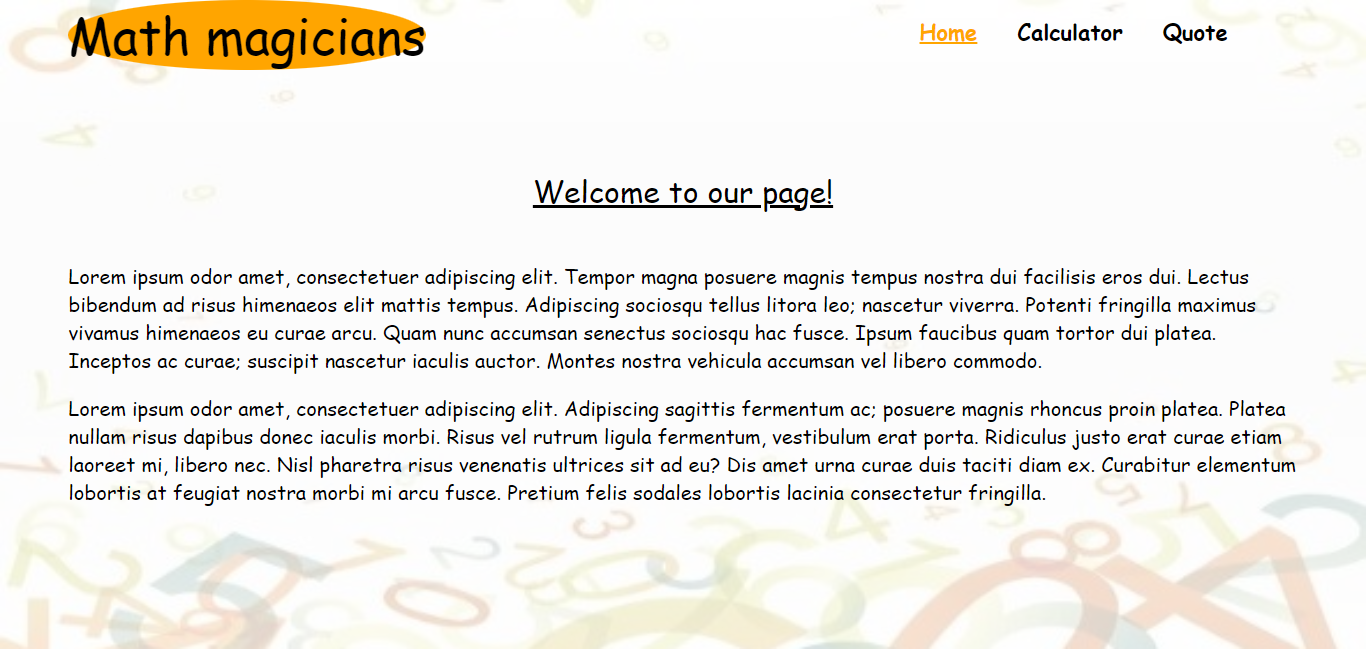 Math magicians
Home Calculator Quote
Welcome to our page!
Lorem ipsum odor amet, consectetuer adipiscing elit. Tempor magna posuere magnis tempus nostra dui facilisis eros dui. Lectus
bibendum ad risus himenaeos elit mattis tempus. Adipiscing sociosqu tellus litora leo; nascetur viverra. Potenti fringilla maximus
vivamus himenaeos eu curae arcu. Quam nunc accumsan senectus sociosqu hac fusce. Ipsum faucibus quam tortor dui platea.
Inceptos ac curae; suscipit nascetur iaculis auctor. Montes nostra vehicula accumsan vel libero commodo.
Lorem ipsum odor amet, consectetuer adipiscing elit. Adipiscing sagittis fermentum ac; posuere magnis rhoncus proin platea. Platea
nullam risus dapibus donec iaculis morbi. Risus vel rutrum ligula fermentum, vestibulum erat porta. Ridiculus justo erat curae etiam
laoreet mi, libero nec. Nisl pharetra risus venenatis ultrices sit ad eu? Dis amet urna curae duis taciti diam ex. Curabitur elementum
lobortis at feugiat nostra morbi mi arcu fusce. Pretium felis sodales lobortis lacinia consectetur fringilla.